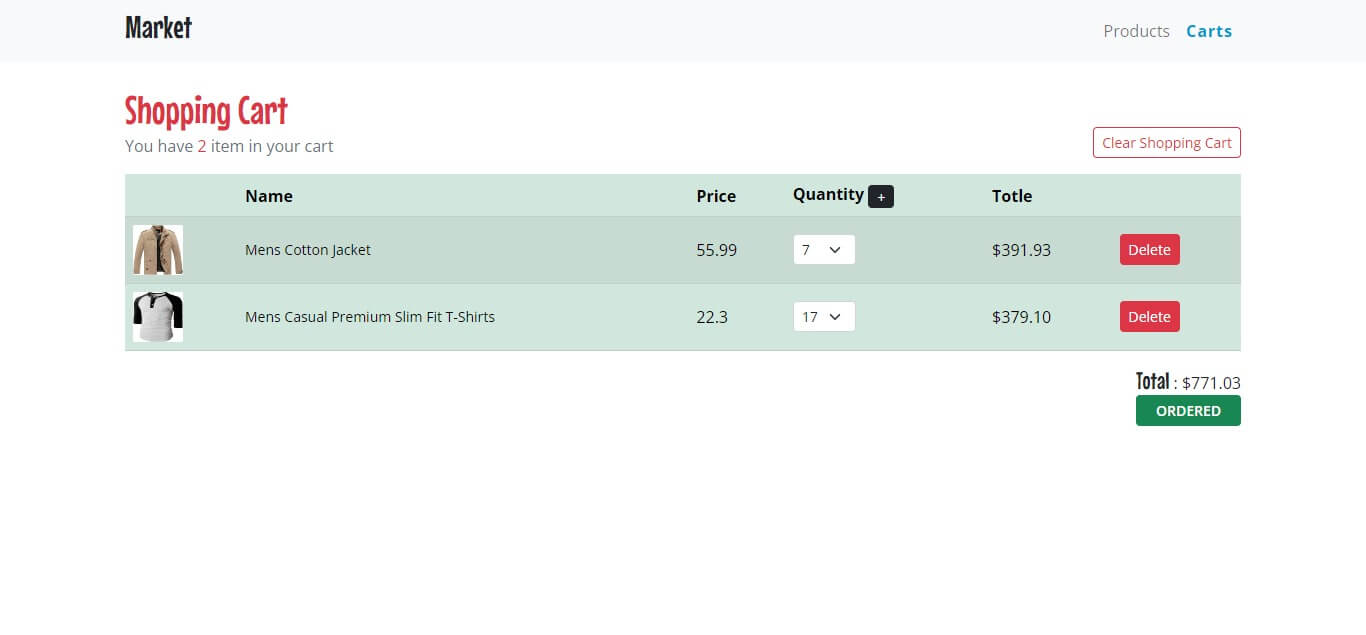 Market
Products Carts
Shopping Cart
You have 2 item in your cart
Clear Shopping Cart
Name Price Quantity + Totle
Mens Cotton Jacket 55.99 7 $391.93 Delete
Mens Casual Premium Slim Fit T-Shirts 22.3 17 $379.10 Delete
Total : $771.03
ORDERED